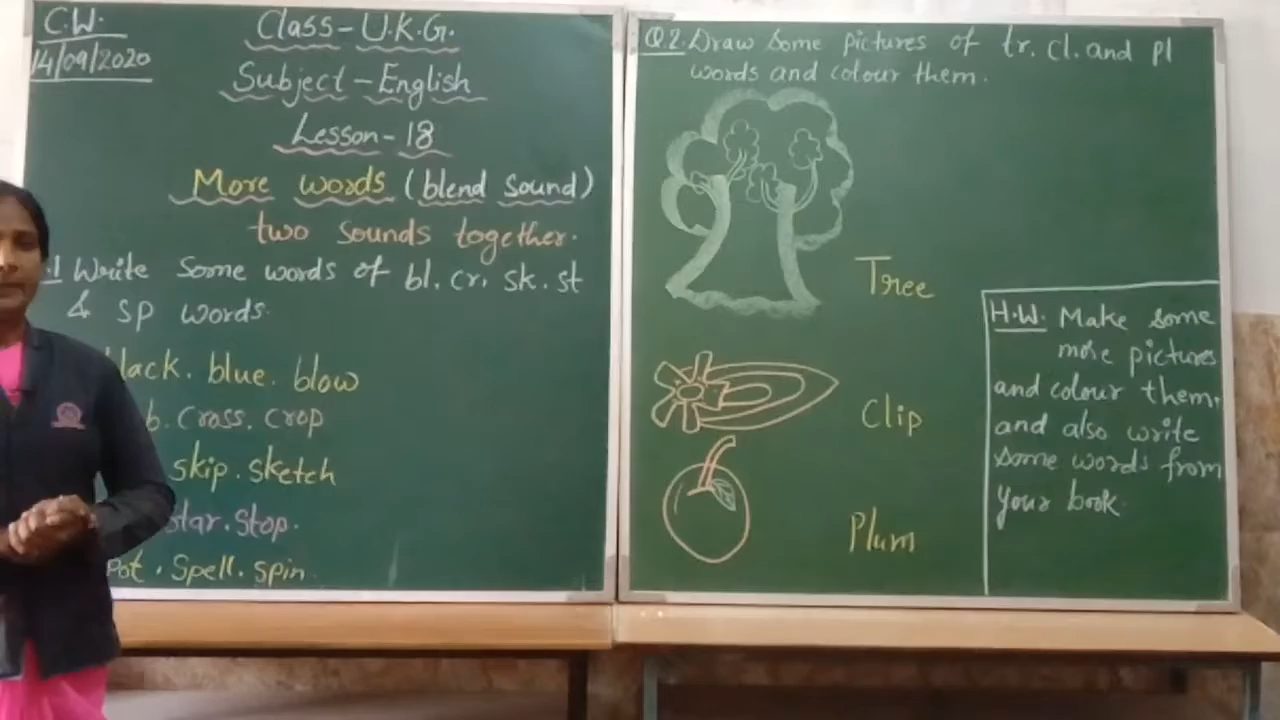 C.W.
14/09/2020
Class - U.K.G.
Subject - English
Lesson - 18
More words (blend sound)
two sounds together.
.1 Write Some words of bl. cr. sk. st
& sp words.
lack. blue. blow
b. Cross. crop
skip. sketch
star. Stop.
pot. Spell. spin.
Q.2. Draw Some pictures of tr. cl. and pl
words and colour them.
Tree
Clip
Plum
H.W. Make some
more pictures
and colour them,
and also write
some words from
your book.